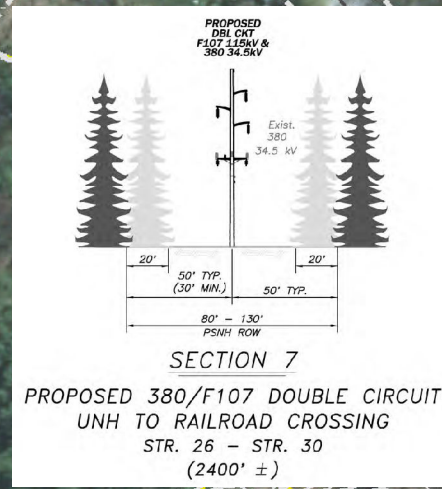 PROPOSED
DBL CKT
F107 115kV &
380 34.5kV
Exist.
380
34.5 kV
20'
20'
50' TYP.
(30' MIN.)
50' TYP.
80' - 130'
PSNH ROW
SECTION 7
PROPOSED 380/F107 DOUBLE CIRCUIT
UNH TO RAILROAD CROSSING
STR. 26 - STR. 30
(2400' ±)